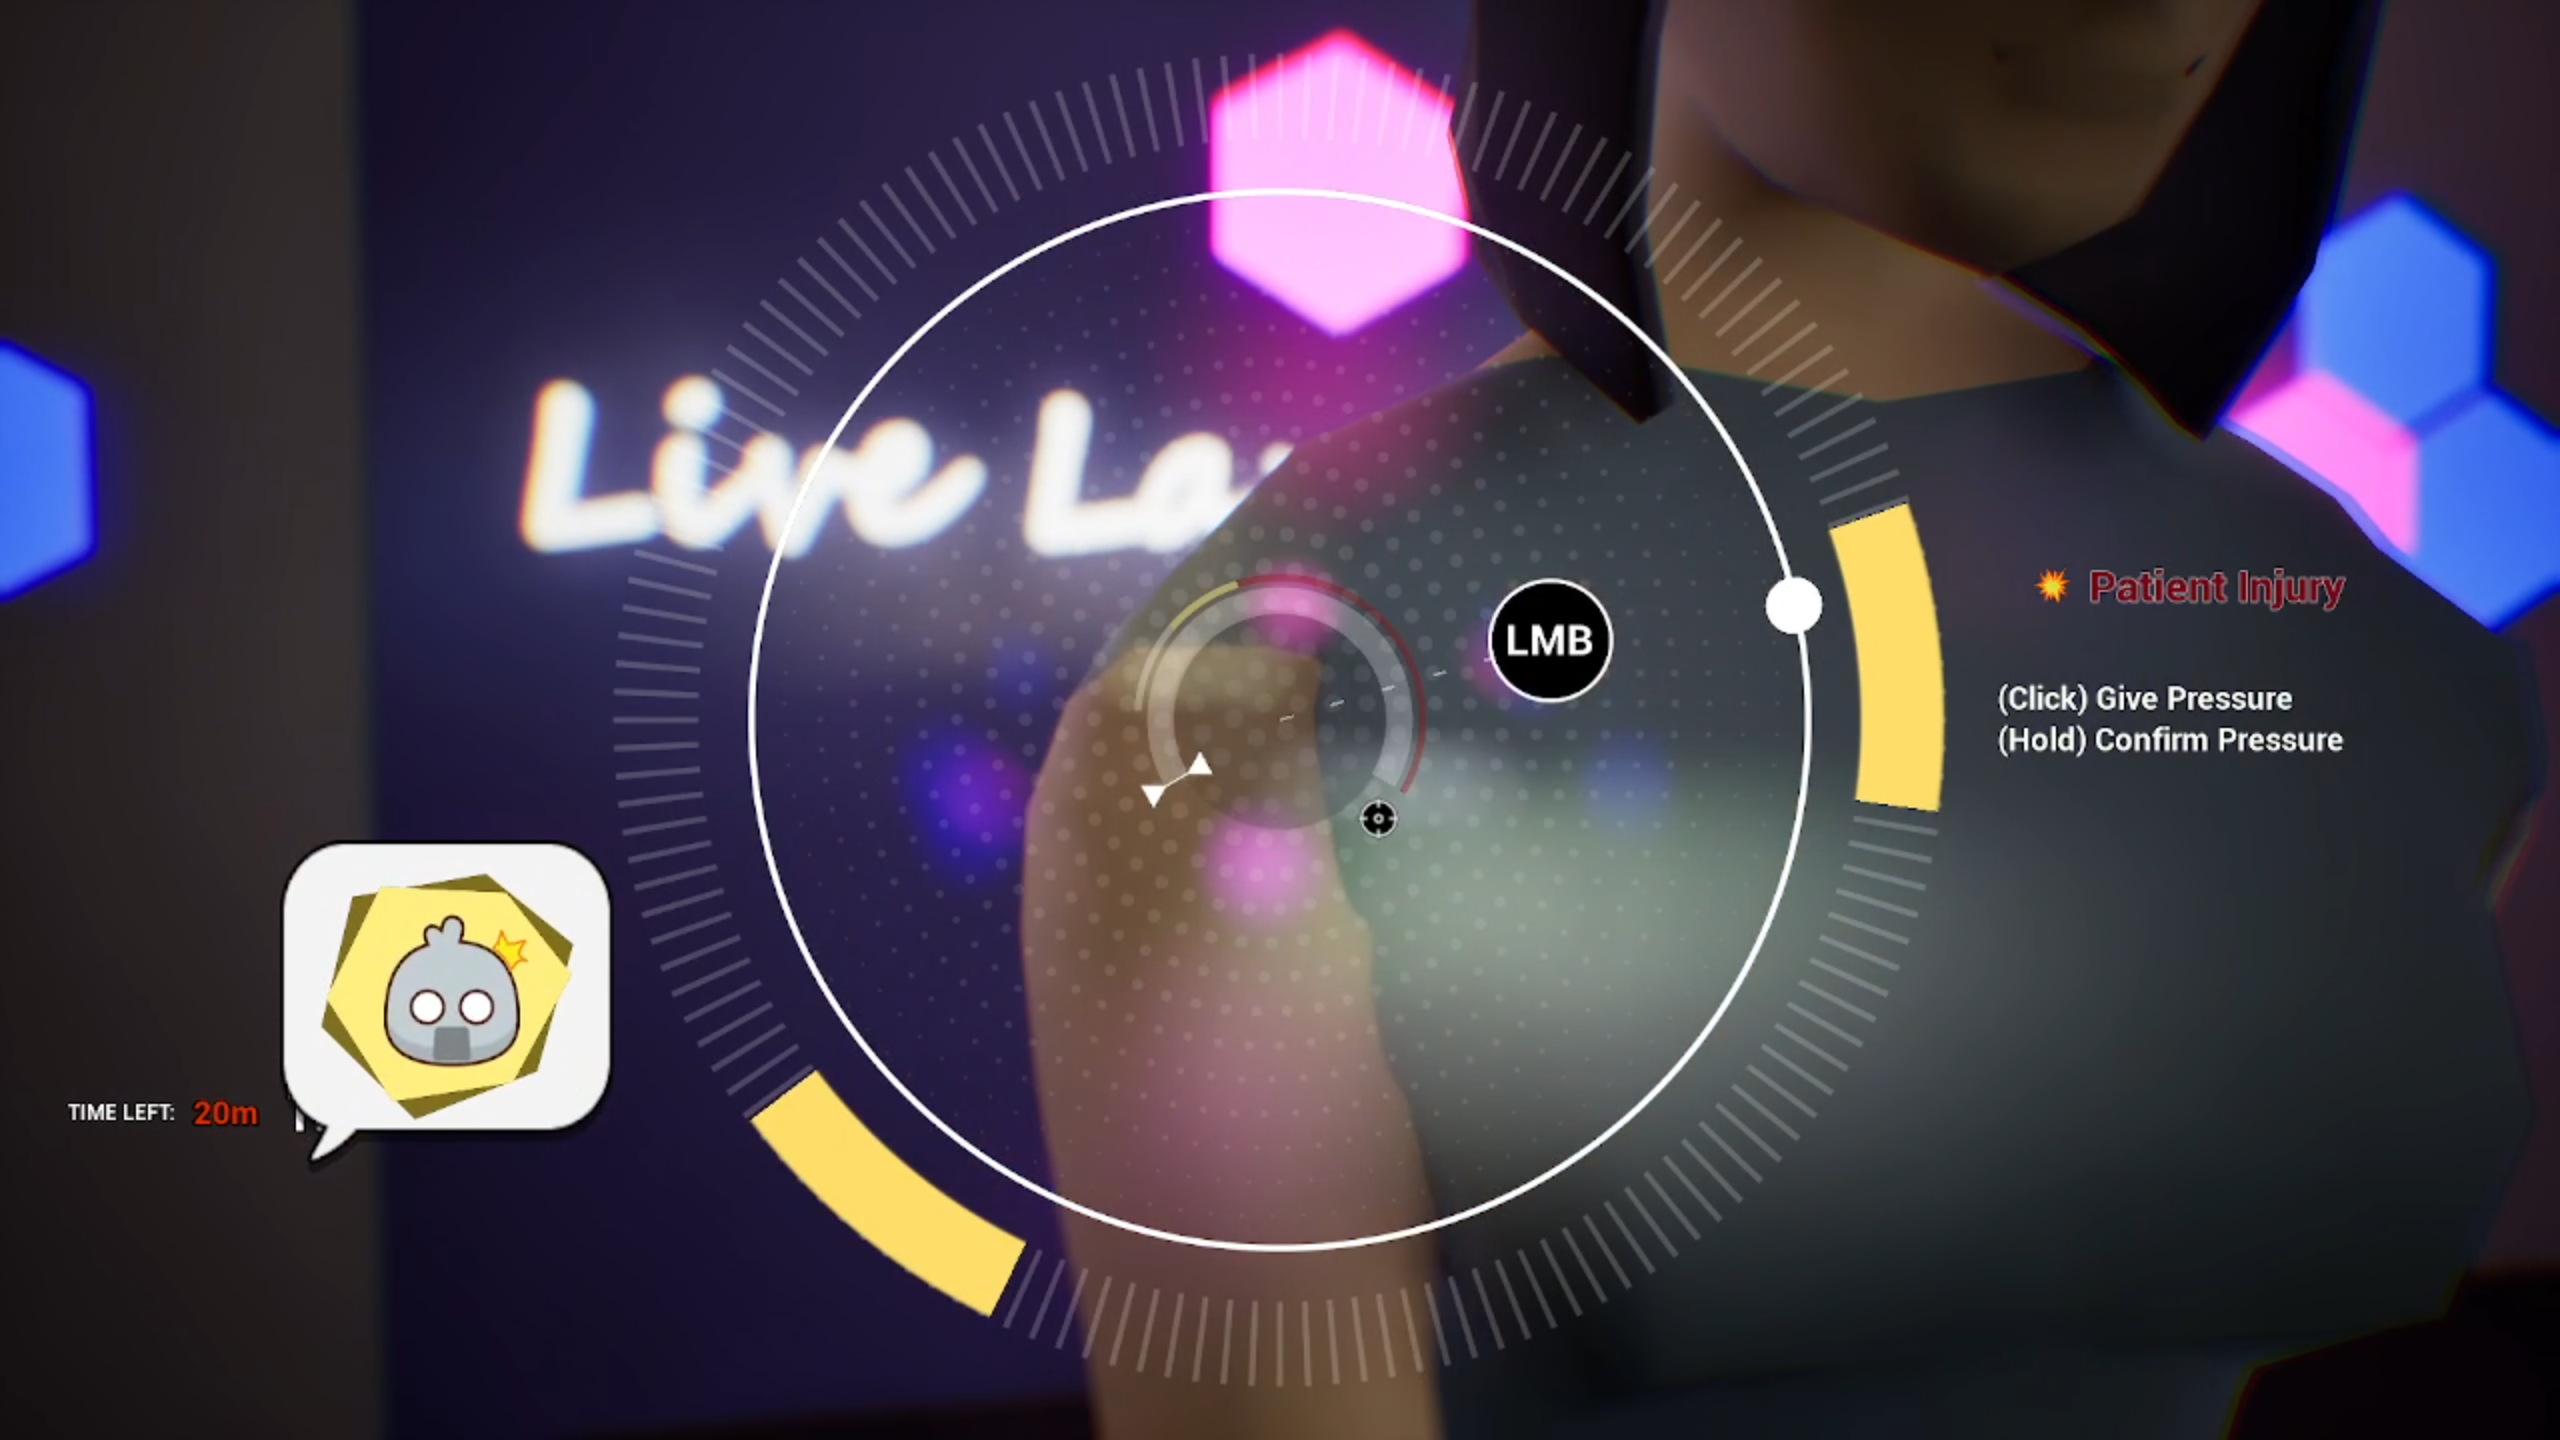 Live La
LMB
Patient Injury
(Click) Give Pressure
(Hold) Confirm Pressure
TIME LEFT: 20m